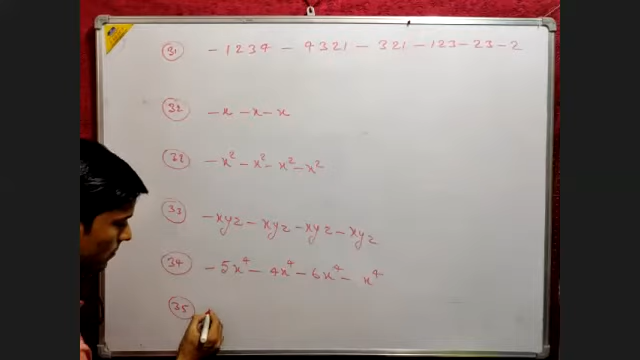 31 - 1234 - 4321 - 321 - 123 - 23 - 2
32 - x - x - x
33 - x² - x² - x² - x²
33 - xyz - xyz - xyz - xyz
34 - 5x⁴ - 4x⁴ - 6x⁴ - x⁴
35